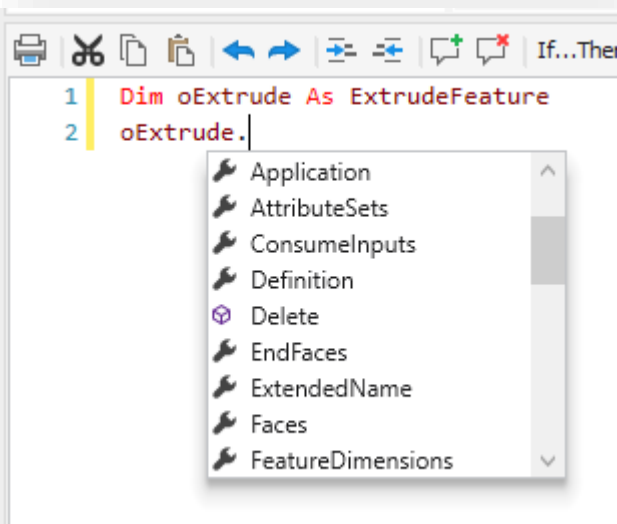 If...Then
1 Dim oExtrude As ExtrudeFeature
2 oExtrude.
Application
AttributeSets
ConsumeInputs
Definition
Delete
EndFaces
ExtendedName
Faces
FeatureDimensions